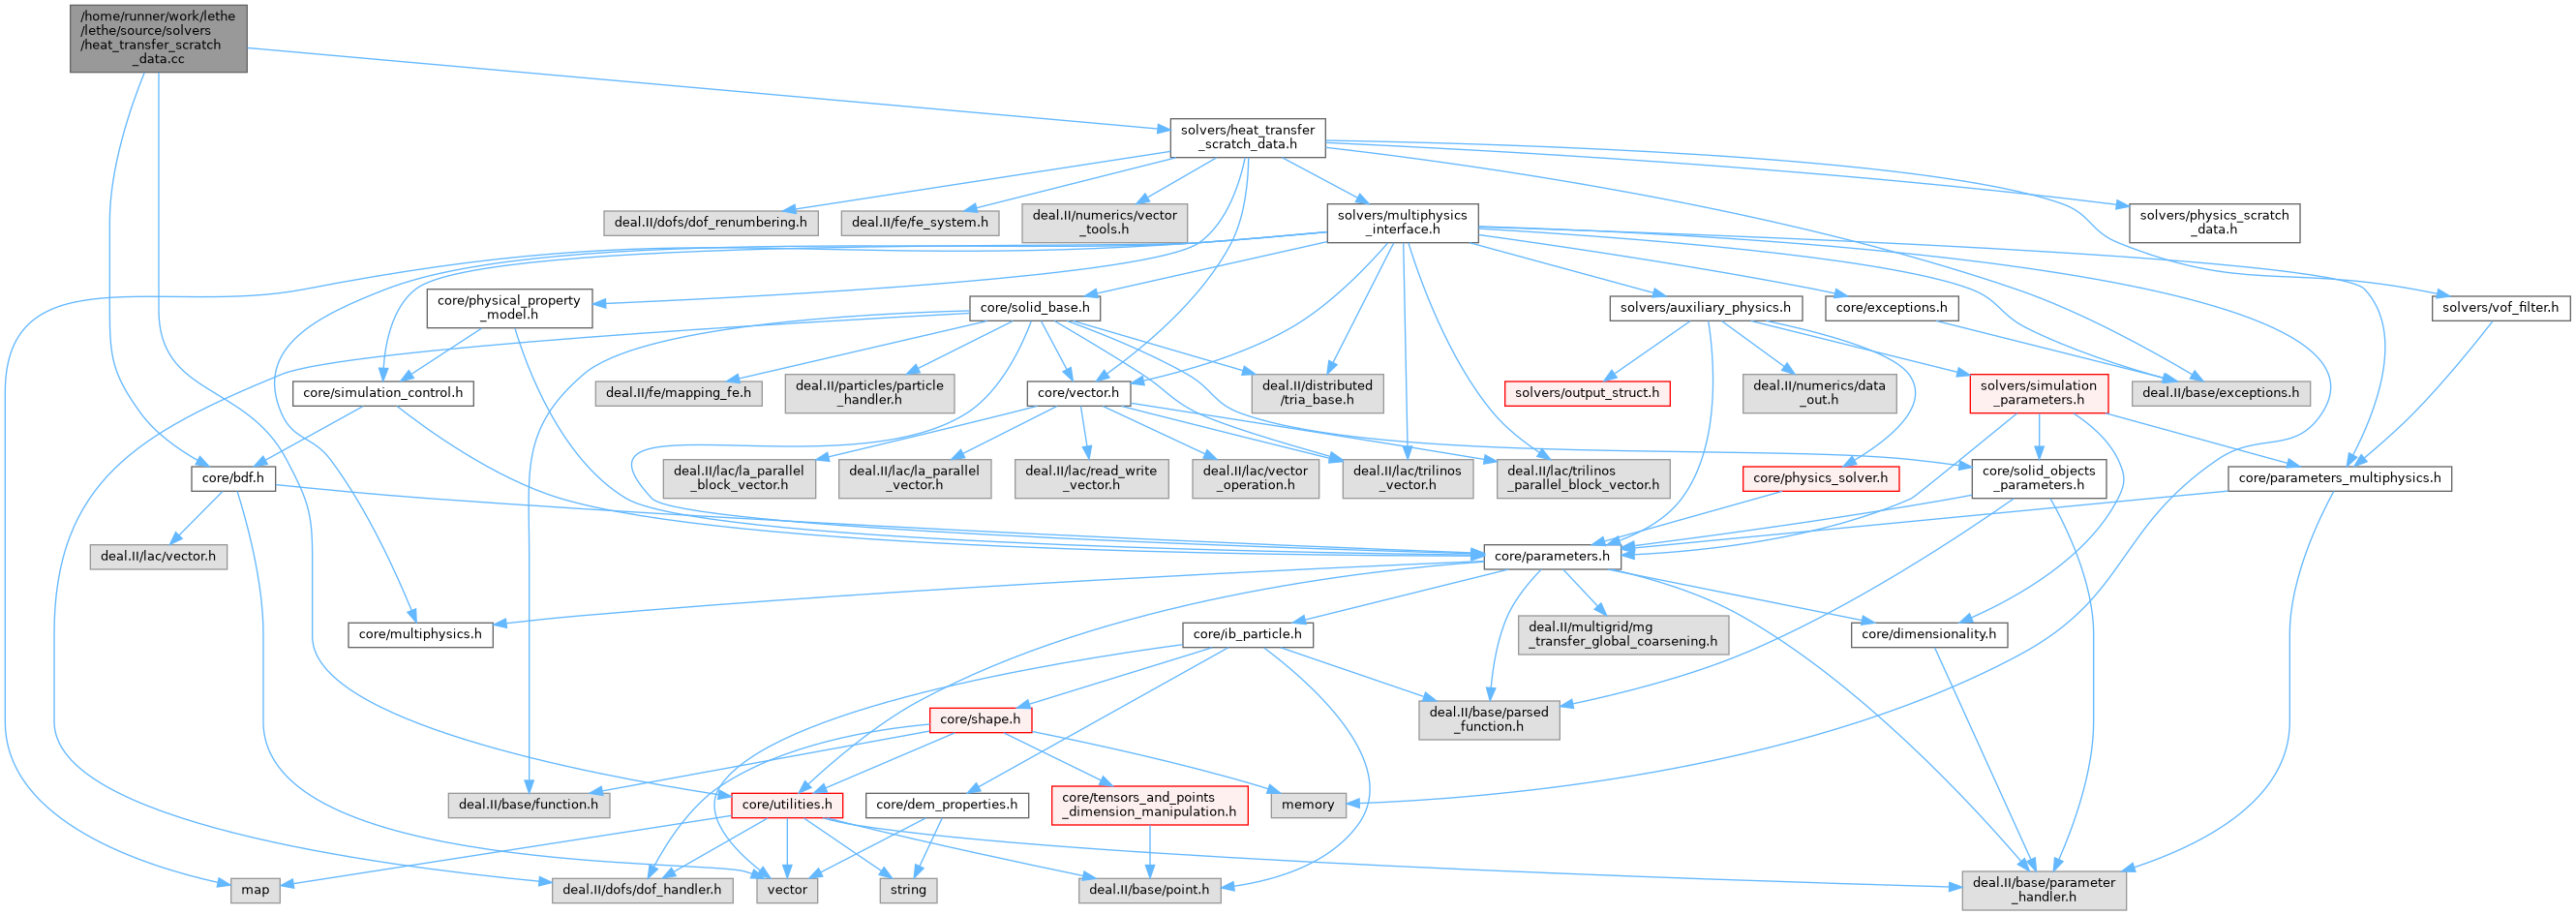 /home/runner/work/lethe
/lethe/source/solvers
/heat_transfer_scratch
_data.cc
solvers/heat_transfer
_scratch_data.h
deal.II/dofs/dof_renumbering.h
deal.II/fe/fe_system.h
deal.II/numerics/vector
_tools.h
solvers/multiphysics
_interface.h
solvers/physics_scratch
_data.h
core/physical_property
_model.h
core/solid_base.h
solvers/auxiliary_physics.h
core/exceptions.h
solvers/vof_filter.h
core/simulation_control.h
deal.II/fe/mapping_fe.h
deal.II/particles/particle
_handler.h
core/vector.h
deal.II/distributed
/tria_base.h
solvers/output_struct.h
deal.II/numerics/data
_out.h
solvers/simulation
_parameters.h
deal.II/base/exceptions.h
core/bdf.h
deal.II/lac/la_parallel
_block_vector.h
deal.II/lac/la_parallel
_vector.h
deal.II/lac/read_write
_vector.h
deal.II/lac/vector
_operation.h
deal.II/lac/trilinos
_vector.h
deal.II/lac/trilinos
_parallel_block_vector.h
core/physics_solver.h
core/solid_objects
_parameters.h
core/parameters_multiphysics.h
deal.II/lac/vector.h
core/parameters.h
core/multiphysics.h
core/ib_particle.h
deal.II/multigrid/mg
_transfer_global_coarsening.h
core/dimensionality.h
core/shape.h
deal.II/base/parsed
_function.h
deal.II/base/function.h
core/utilities.h
core/dem_properties.h
core/tensors_and_points
_dimension_manipulation.h
memory
map
deal.II/dofs/dof_handler.h
vector
string
deal.II/base/point.h
deal.II/base/parameter
_handler.h